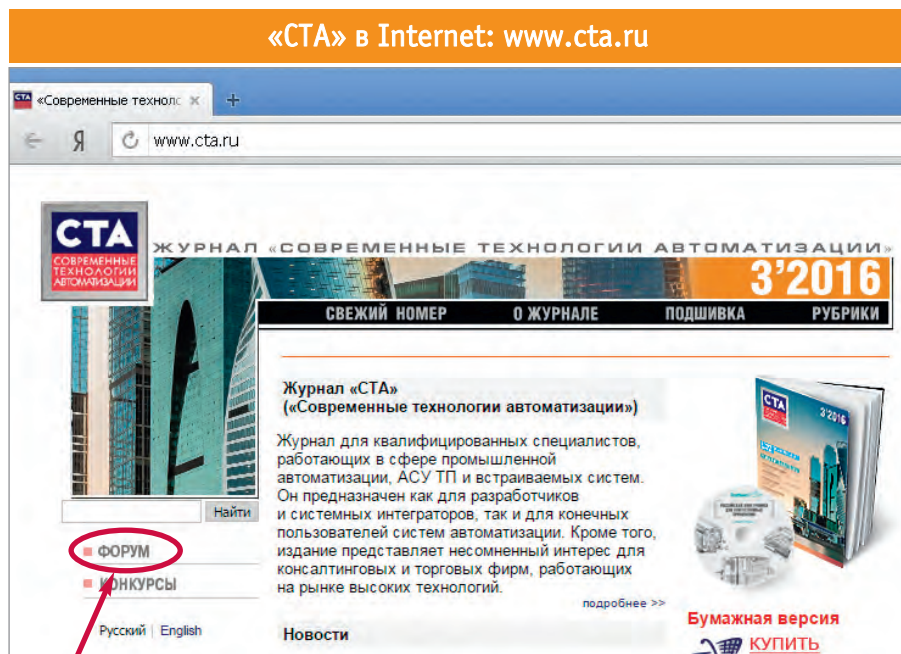 «СТА» в Internet: www.cta.ru
СТА «Современные технолс
Я www.cta.ru
СТА
СОВРЕМЕННЫЕ
ТЕХНОЛОГИИ
АВТОМАТИЗАЦИИ
ЖУРНАЛ «СОВРЕМЕННЫЕ ТЕХНОЛОГИИ АВТОМАТИЗАЦИИ»
3’2016
СВЕЖИЙ НОМЕР О ЖУРНАЛЕ ПОДШИВКА РУБРИКИ
Найти
ФОРУМ
КОНКУРСЫ
Русский | English
Журнал «СТА»
(«Современные технологии автоматизации»)
Журнал для квалифицированных специалистов,
работающих в сфере промышленной
автоматизации, АСУ ТП и встраиваемых систем.
Он предназначен как для разработчиков
и системных интеграторов, так и для конечных
пользователей систем автоматизации. Кроме того,
издание представляет несомненный интерес для
консалтинговых и торговых фирм, работающих
на рынке высоких технологий.
подробнее >>
Новости
СТА
3’2016
Бумажная версия
КУПИТЬ